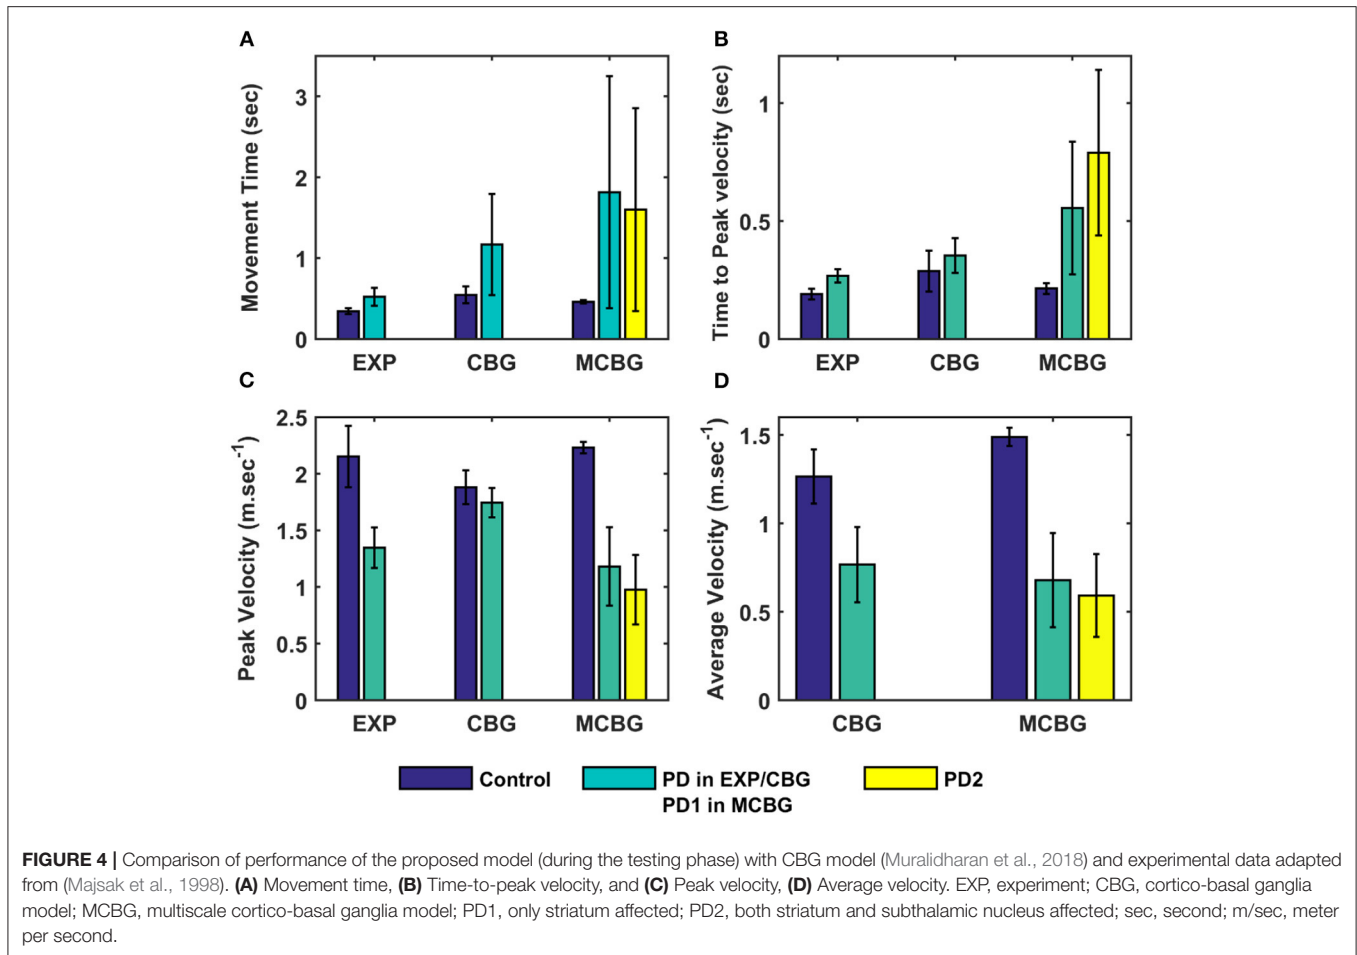 A
Movement Time (sec)
3
2
1
0
EXP CBG MCBG
B
Time to Peak velocity (sec)
1
0.5
0
EXP CBG MCBG
C
Peak Velocity (m.sec-1)
2.5
2
1.5
1
0.5
0
EXP CBG MCBG
D
Average Velocity (m.sec-1)
1.5
1
0.5
0
CBG MCBG
Control
PD in EXP/CBG
PD1 in MCBG
PD2
FIGURE 4 | Comparison of performance of the proposed model (during the testing phase) with CBG model (Muralidharan et al., 2018) and experimental data adapted
from (Majsak et al., 1998). (A) Movement time, (B) Time-to-peak velocity, and (C) Peak velocity, (D) Average velocity. EXP, experiment; CBG, cortico-basal ganglia
model; MCBG, multiscale cortico-basal ganglia model; PD1, only striatum affected; PD2, both striatum and subthalamic nucleus affected; sec, second; m/sec, meter
per second.